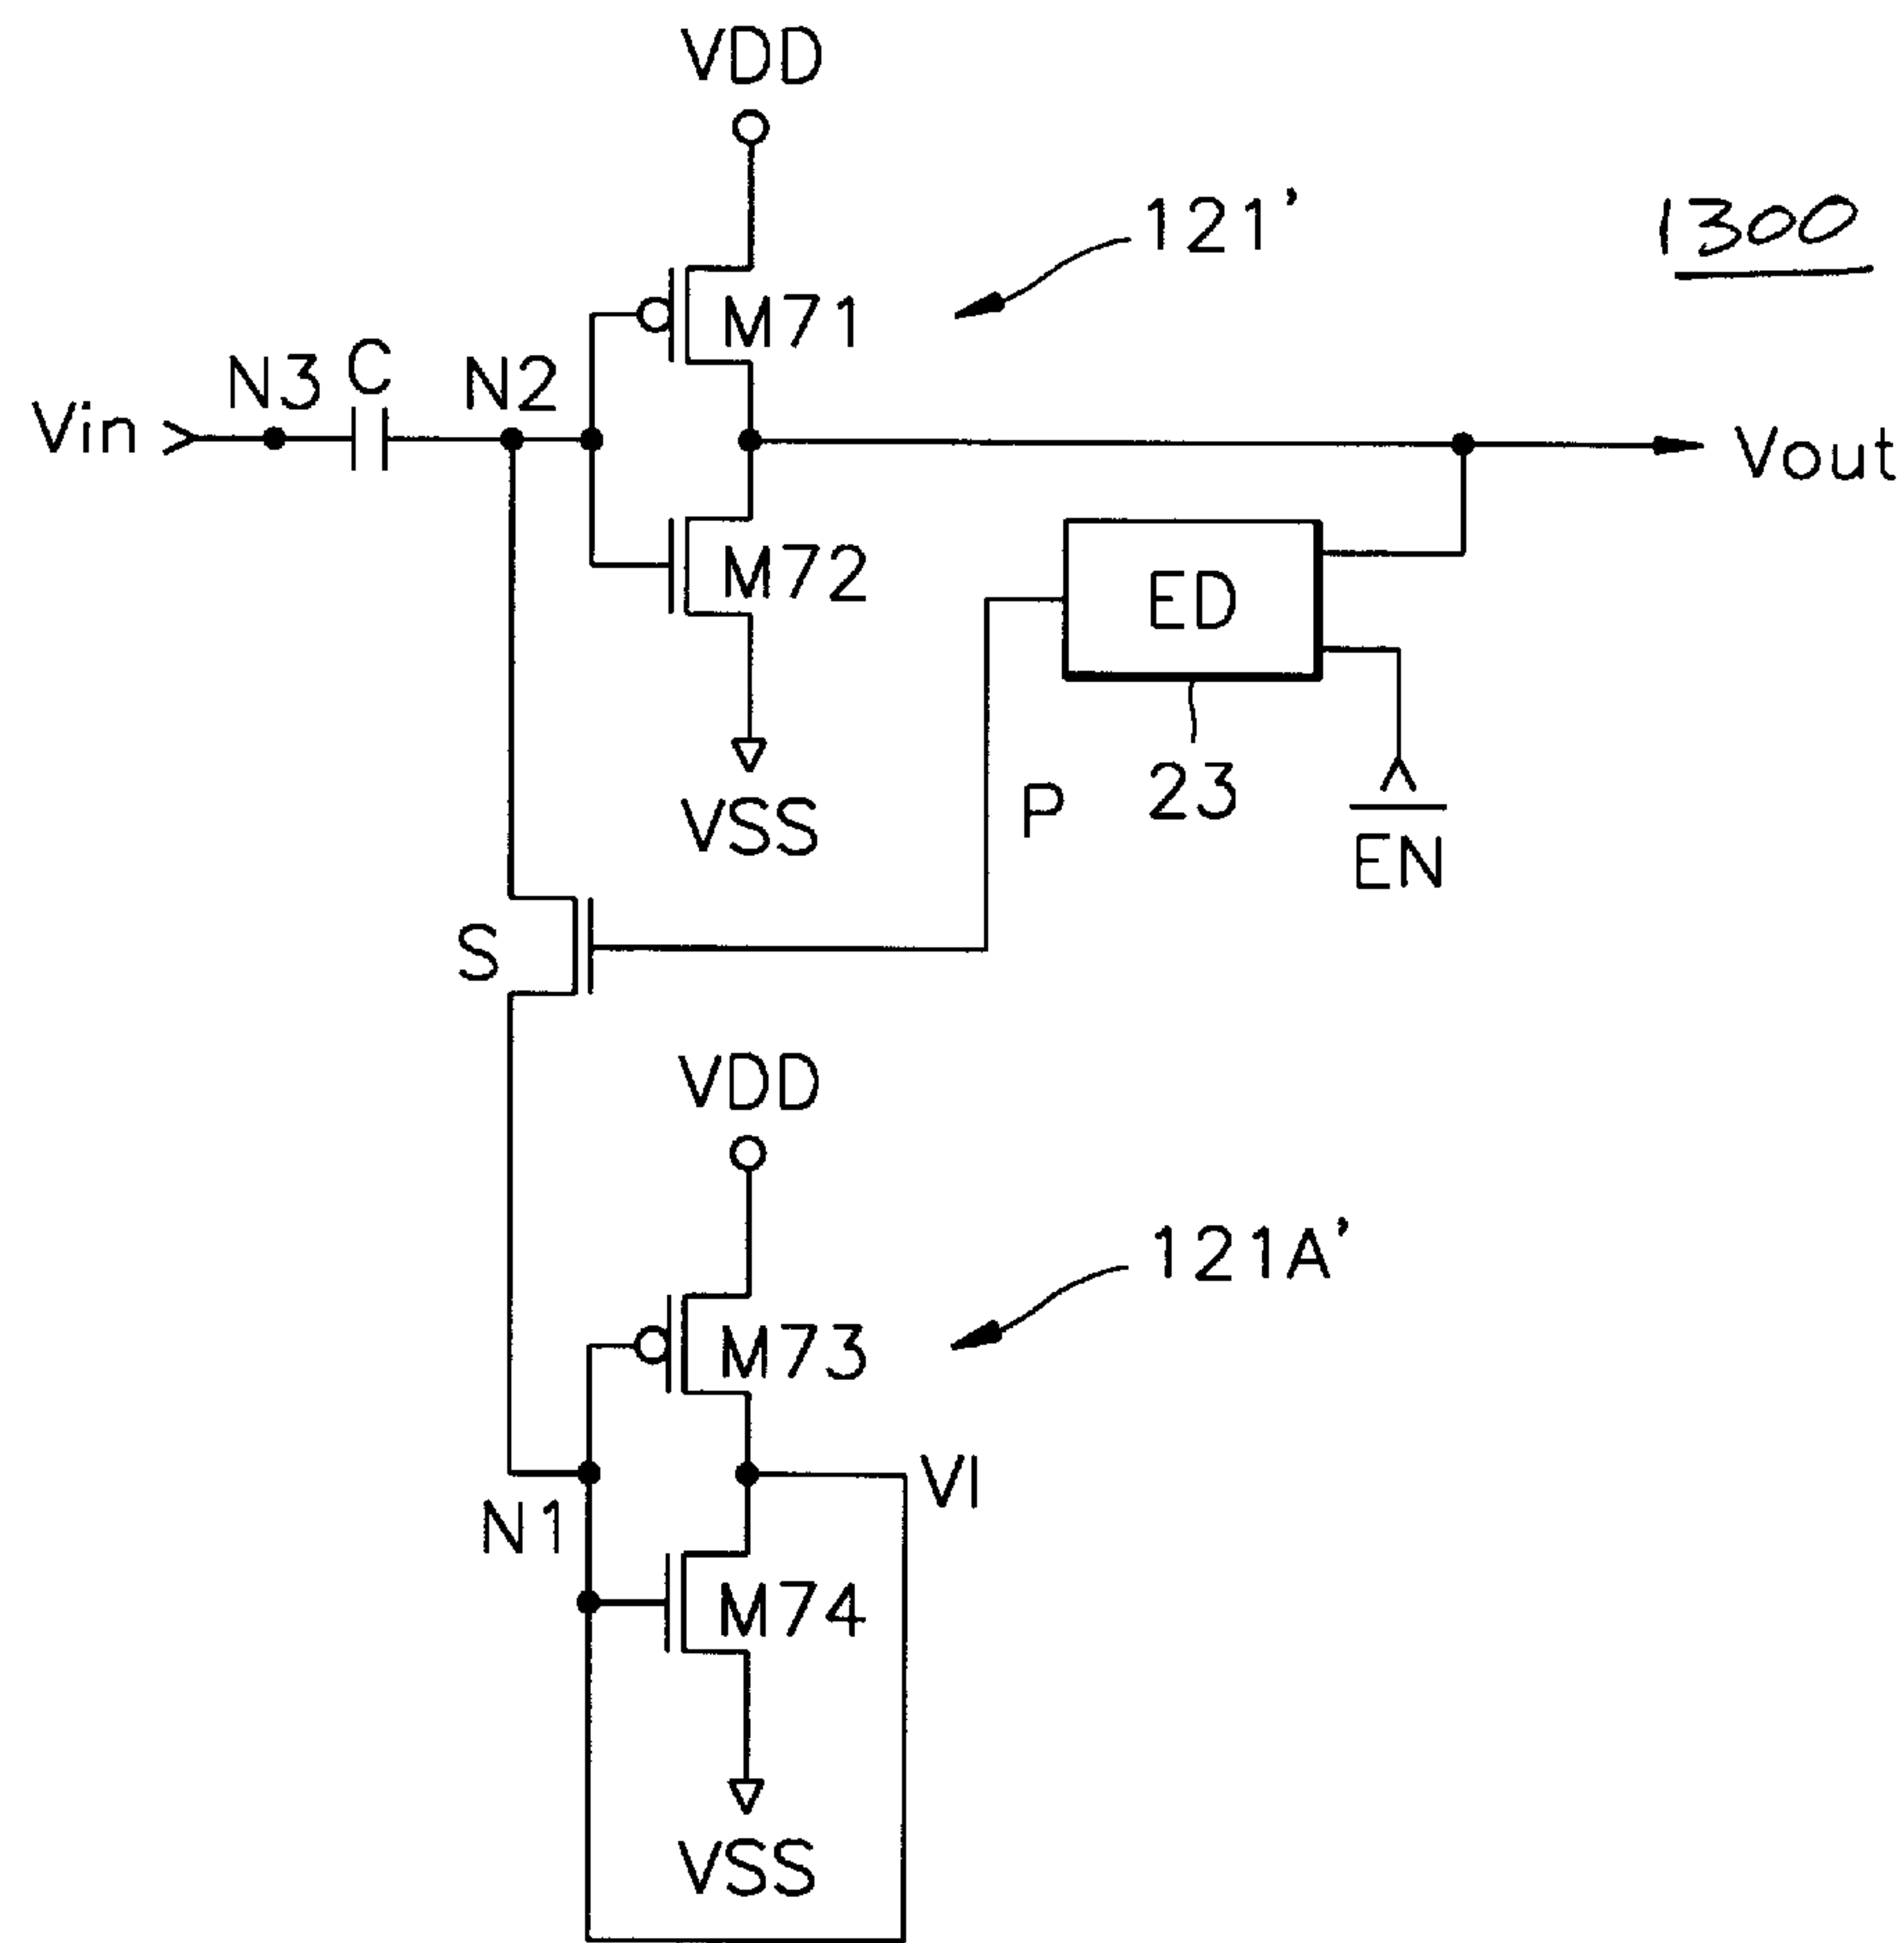 VDD
121'
1300
M71
N3 C N2
Vin
Vout
M72
ED
23
P
VSS
EN
S
VDD
121A'
M73
VI
N1
M74
VSS